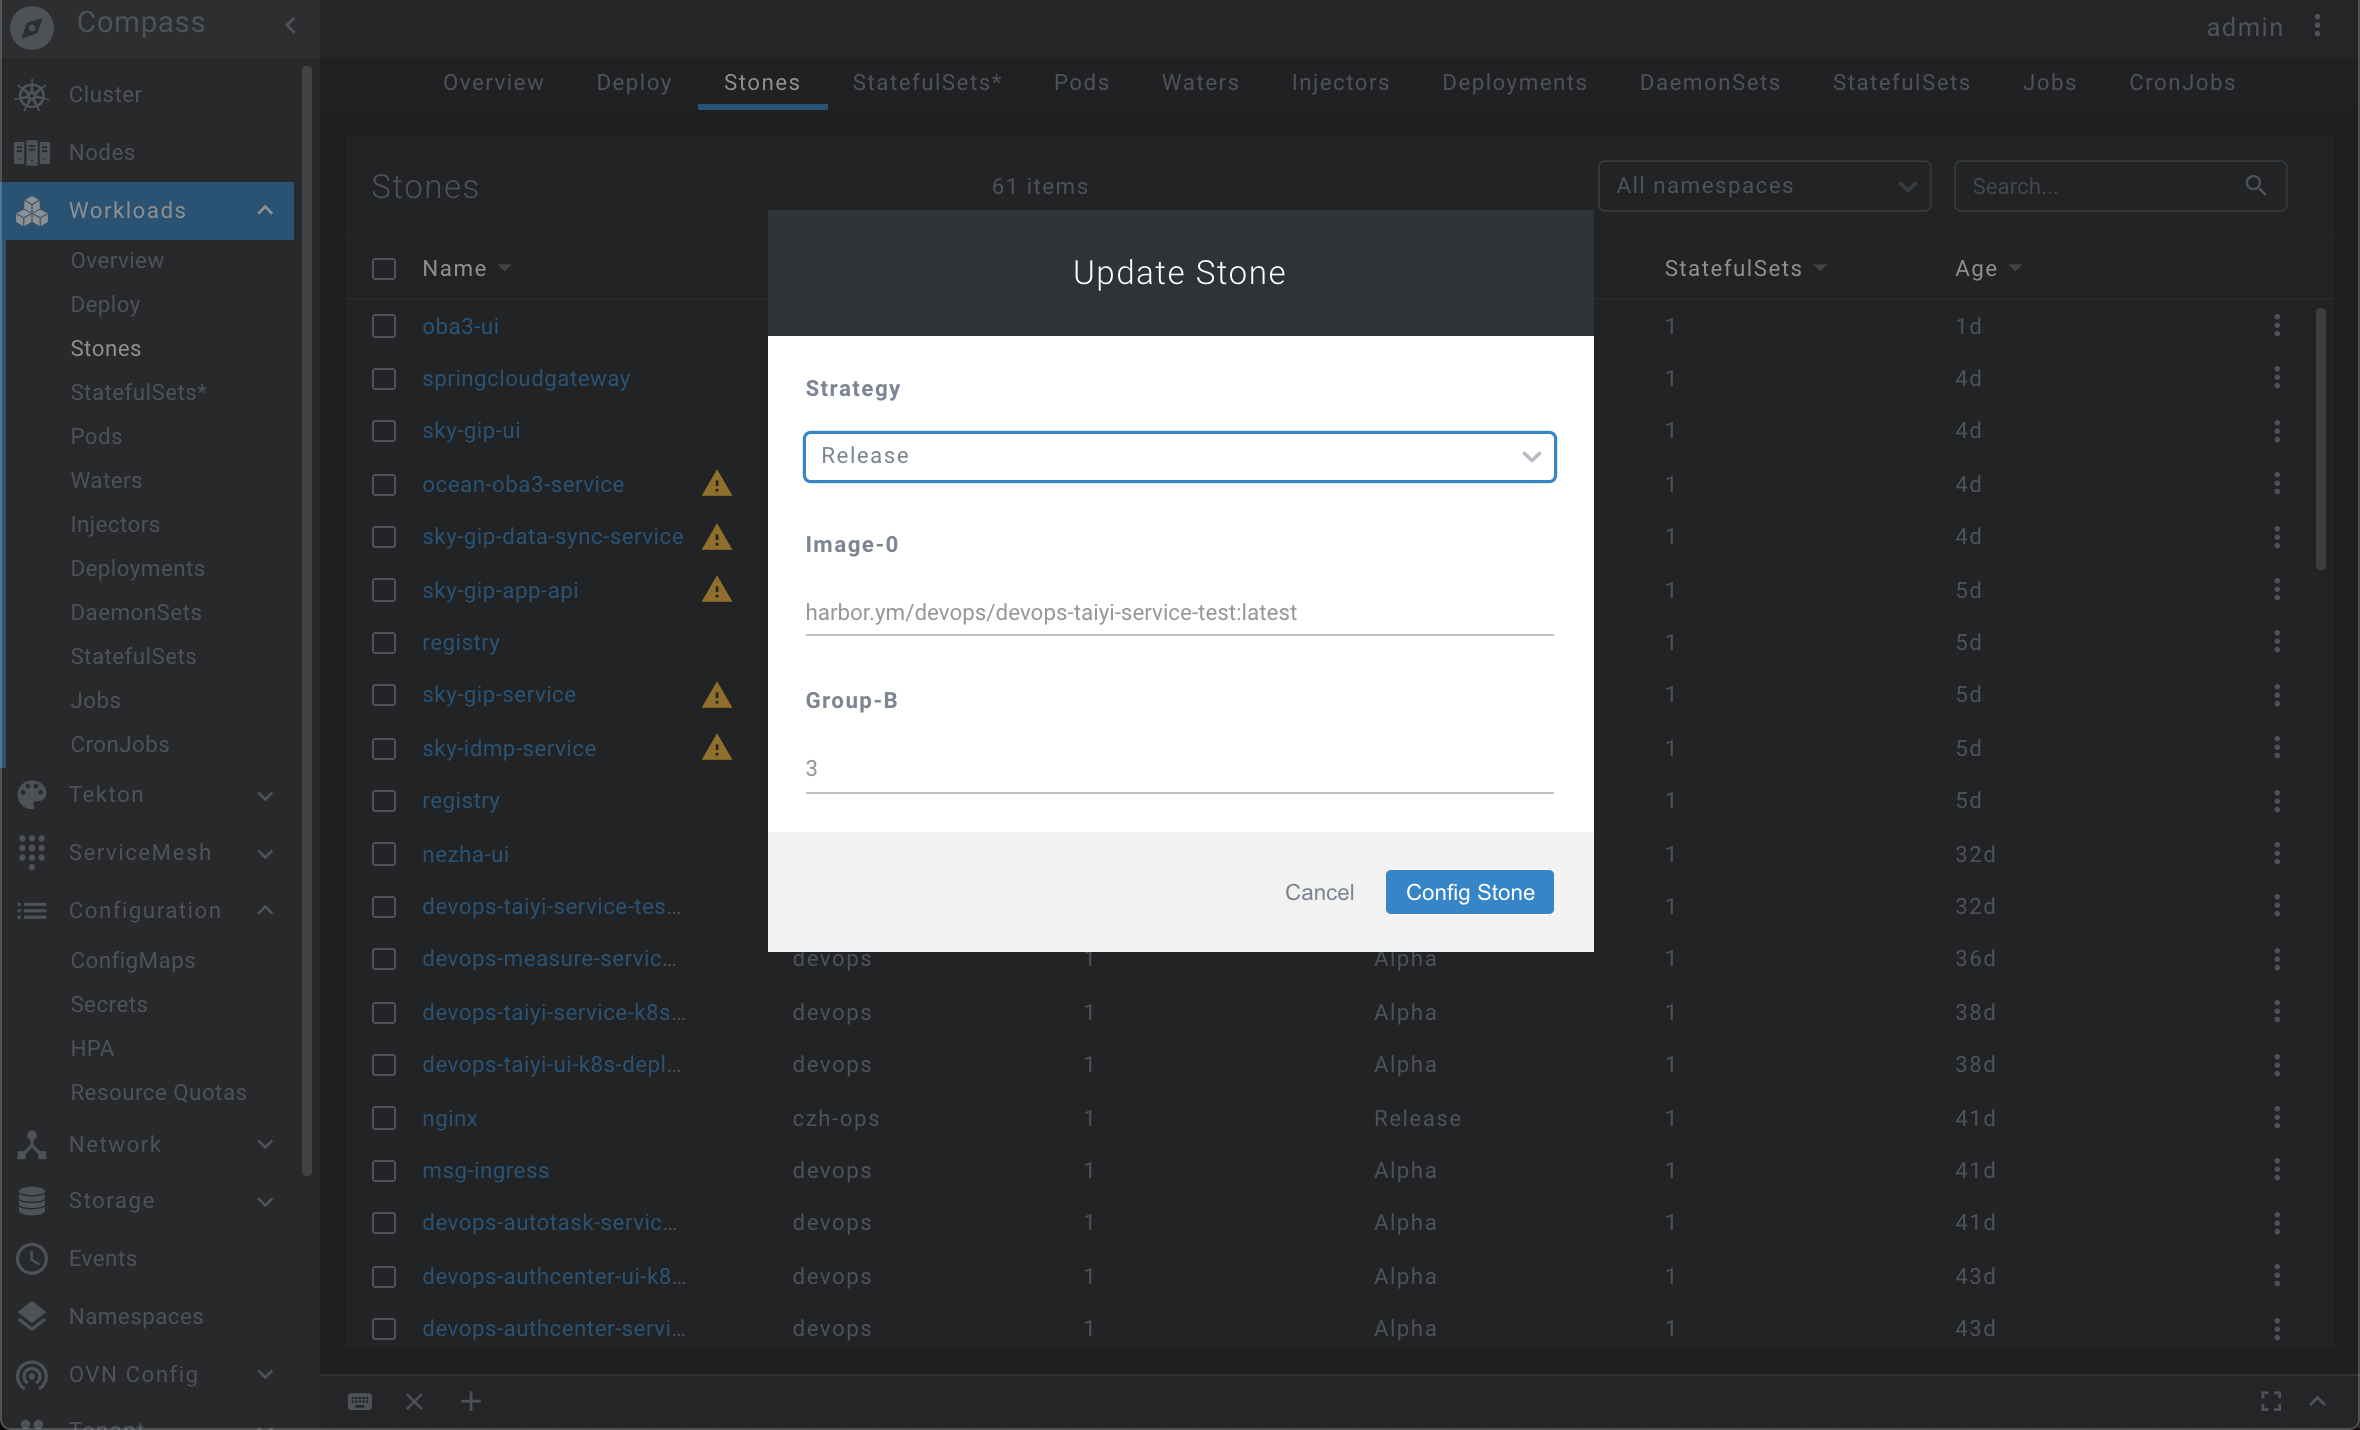 Compass
admin
Cluster
Nodes
Workloads
Overview
Deploy
Stones
StatefulSets*
Pods
Waters
Injectors
Deployments
DaemonSets
StatefulSets
Jobs
CronJobs
Tekton
ServiceMesh
Configuration
ConfigMaps
Secrets
HPA
Resource Quotas
Network
Storage
Events
Namespaces
OVN Config
Tenant
Overview Deploy Stones StatefulSets* Pods Waters Injectors Deployments DaemonSets StatefulSets Jobs CronJobs
Stones 61 items All namespaces Search...
Name StatefulSets Age
oba3-ui 1 1d
springcloudgateway 1 4d
sky-gip-ui 1 4d
ocean-oba3-service 1 4d
sky-gip-data-sync-service 1 4d
sky-gip-app-api 1 5d
registry 1 5d
sky-gip-service 1 5d
sky-idmp-service 1 5d
registry 1 5d
nezha-ui 1 32d
devops-taiyi-service-tes... 1 32d
devops-measure-servic... devops 1 Alpha 1 36d
devops-taiyi-service-k8s... devops 1 Alpha 1 38d
devops-taiyi-ui-k8s-depl... devops 1 Alpha 1 38d
nginx czh-ops 1 Release 1 41d
msg-ingress devops 1 Alpha 1 41d
devops-autotask-servic... devops 1 Alpha 1 41d
devops-authcenter-ui-k8... devops 1 Alpha 1 43d
devops-authcenter-servi... devops 1 Alpha 1 43d
Update Stone
Strategy
Release
Image-0
harbor.ym/devops/devops-taiyi-service-test:latest
Group-B
3
Cancel Config Stone